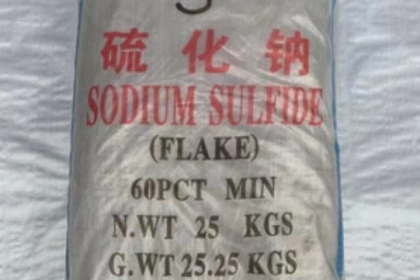 硫化钠
SODIUM SULFIDE
(FLAKE)
60PCT MIN
N.WT 25 KGS
G.WT 25.25 KGS